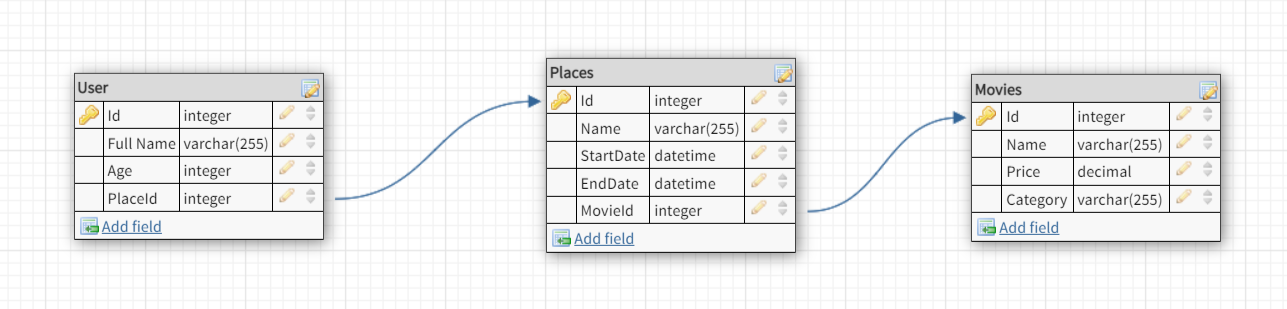 User
Id integer
Full Name varchar(255)
Age integer
PlaceId integer
Add field
Places
Id integer
Name varchar(255)
StartDate datetime
EndDate datetime
MovieId integer
Add field
Movies
Id integer
Name varchar(255)
Price decimal
Category varchar(255)
Add field